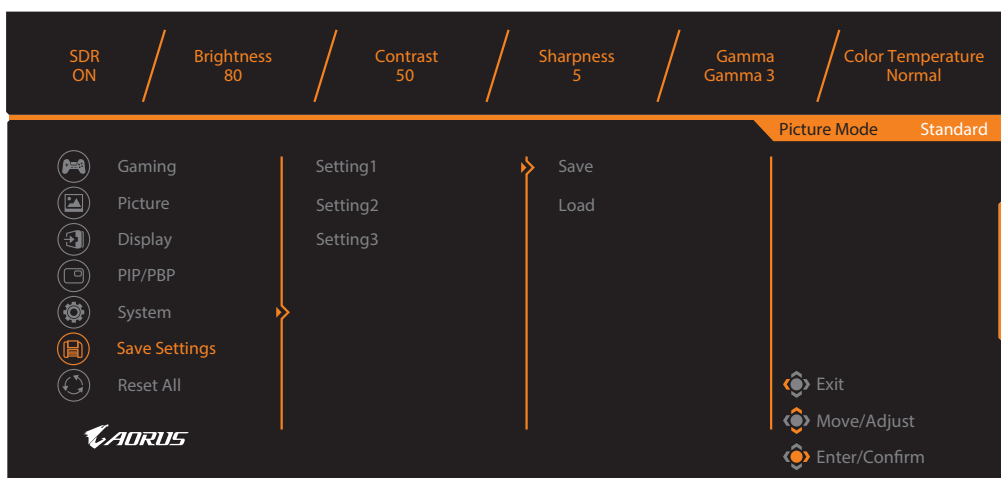 SDR
ON
Brightness
80
Contrast
50
Sharpness
5
Gamma
Gamma 3
Color Temperature
Normal
Picture Mode Standard
Gaming
Picture
Display
PIP/PBP
System
Save Settings
Reset All
Setting1
Setting2
Setting3
Save
Load
Exit
Move/Adjust
Enter/Confirm
AORUS